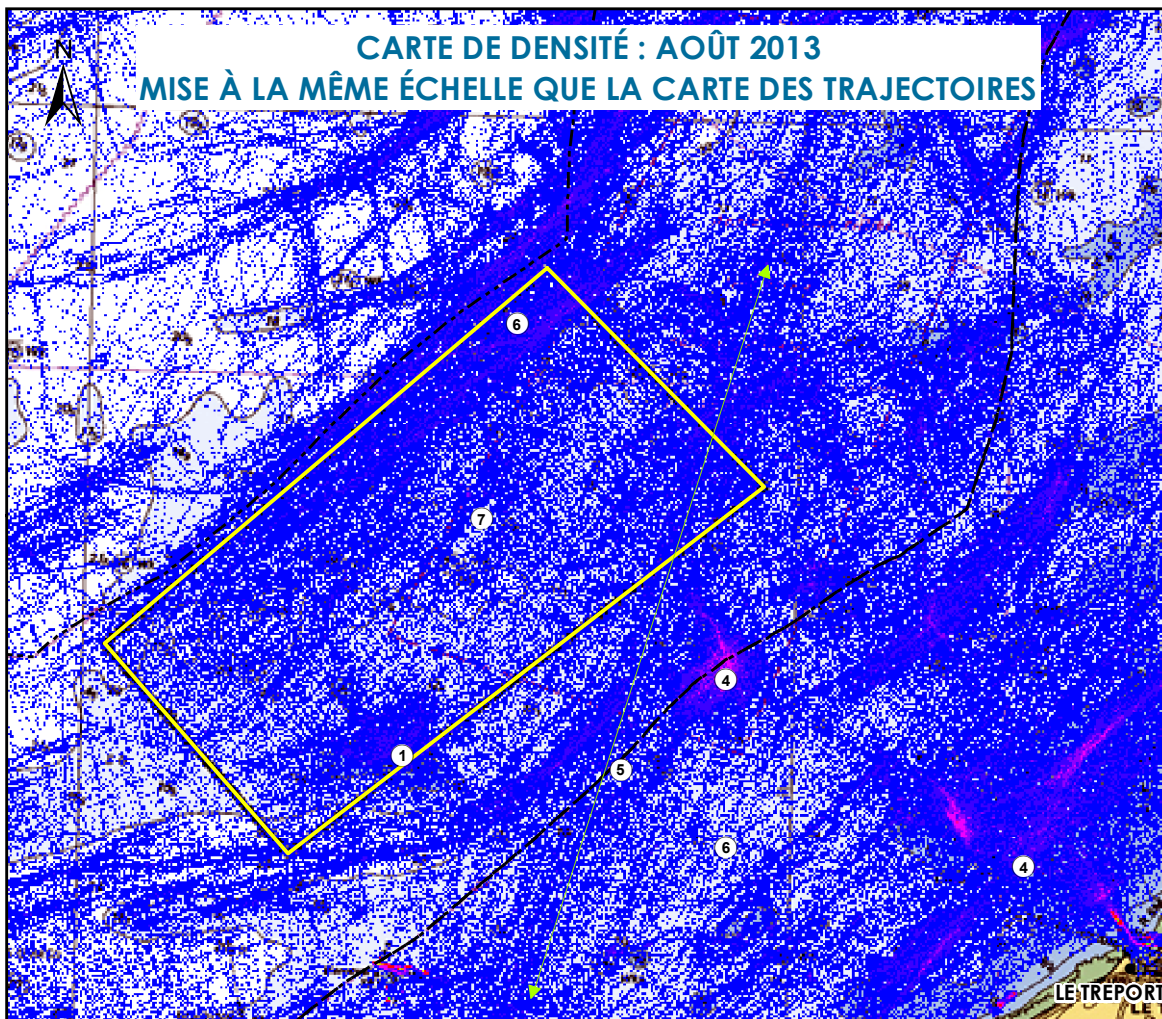 CARTE DE DENSITÉ : AOÛT 2013
MISE À LA MÊME ÉCHELLE QUE LA CARTE DES TRAJECTOIRES
N
6
7
4
1
5
6
4
LE TREPORT
LE T